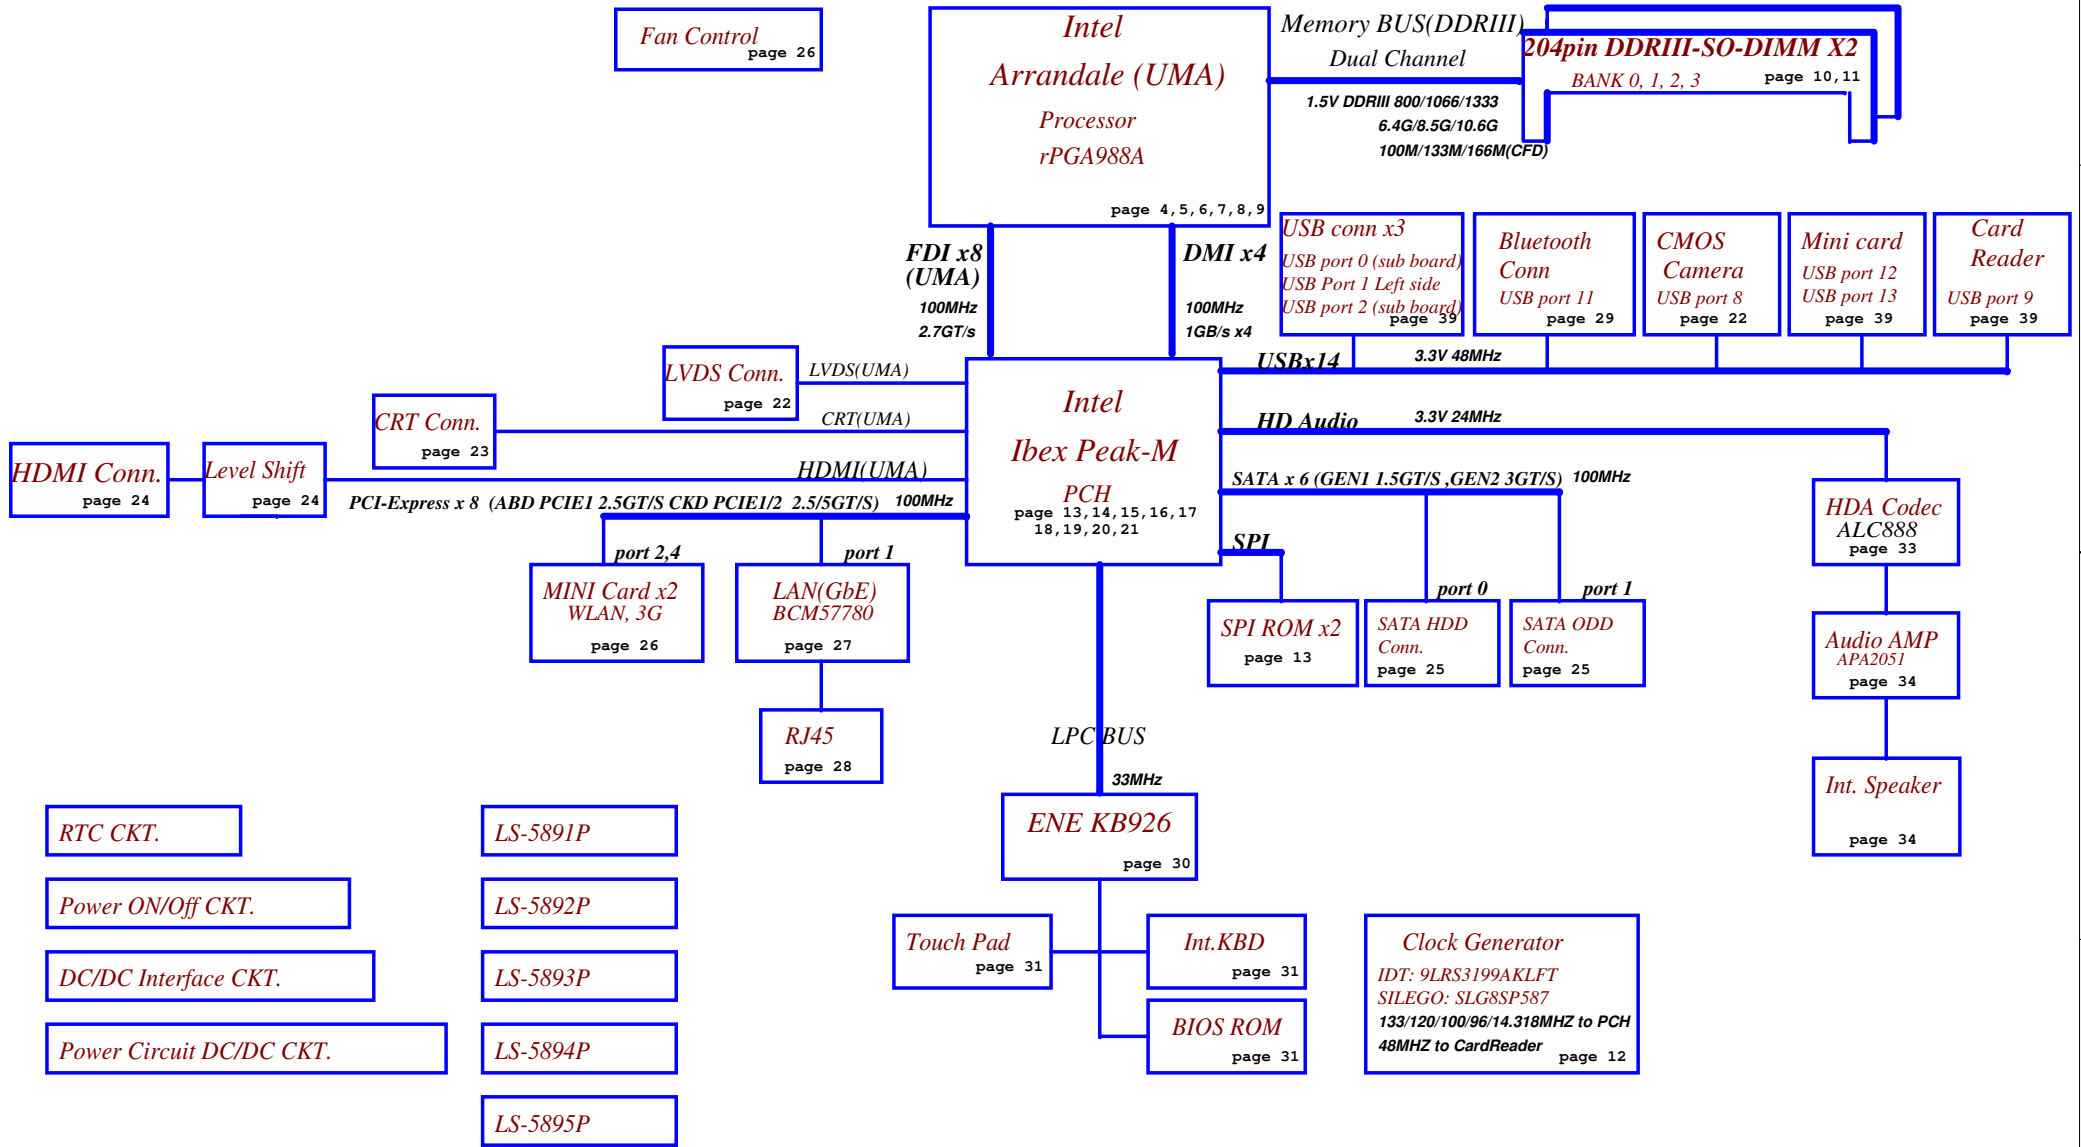 Fan Control
page 26
Intel
Arrandale (UMA)
Processor
rPGA988A
page 4,5,6,7,8,9
Memory BUS(DDRIII)
Dual Channel
1.5V DDRIII 800/1066/1333
6.4G/8.5G/10.6G
100M/133M/166M(CFD)
204pin DDRIII-SO-DIMM X2
BANK 0, 1, 2, 3
page 10,11
FDI x8
(UMA)
100MHz
2.7GT/s
DMI x4
100MHz
1GB/s x4
USB conn x3
USB port 0 (sub board)
USB Port 1 Left side
USB port 2 (sub board)
page 39
Bluetooth
Conn
USB port 11
page 29
CMOS
Camera
USB port 8
page 22
Mini card
USB port 12
USB port 13
page 39
Card
Reader
USB port 9
page 39
USBx14
3.3V 48MHz
LVDS Conn.
page 22
LVDS(UMA)
CRT Conn.
page 23
CRT(UMA)
HDMI Conn.
page 24
Level Shift
page 24
HDMI(UMA)
Intel
Ibex Peak-M
PCH
page 13,14,15,16,17
18,19,20,21
HD Audio
3.3V 24MHz
SATA x 6 (GEN1 1.5GT/S ,GEN2 3GT/S)
100MHz
PCI-Express x 8 (ABD PCIE1 2.5GT/S CKD PCIE1/2 2.5/5GT/S)
100MHz
SPI
port 2,4
MINI Card x2
WLAN, 3G
page 26
port 1
LAN(GbE)
BCM57780
page 27
RJ45
page 28
SPI ROM x2
page 13
port 0
SATA HDD
Conn.
page 25
port 1
SATA ODD
Conn.
page 25
HDA Codec
ALC888
page 33
Audio AMP
APA2051
page 34
Int. Speaker
page 34
LPC BUS
33MHz
ENE KB926
page 30
Touch Pad
page 31
Int.KBD
page 31
BIOS ROM
page 31
Clock Generator
IDT: 9LRS3199AKLFT
SILEGO: SLG8SP587
133/120/100/96/14.318MHZ to PCH
48MHZ to CardReader
page 12
RTC CKT.
Power ON/Off CKT.
DC/DC Interface CKT.
Power Circuit DC/DC CKT.
LS-5891P
LS-5892P
LS-5893P
LS-5894P
LS-5895P